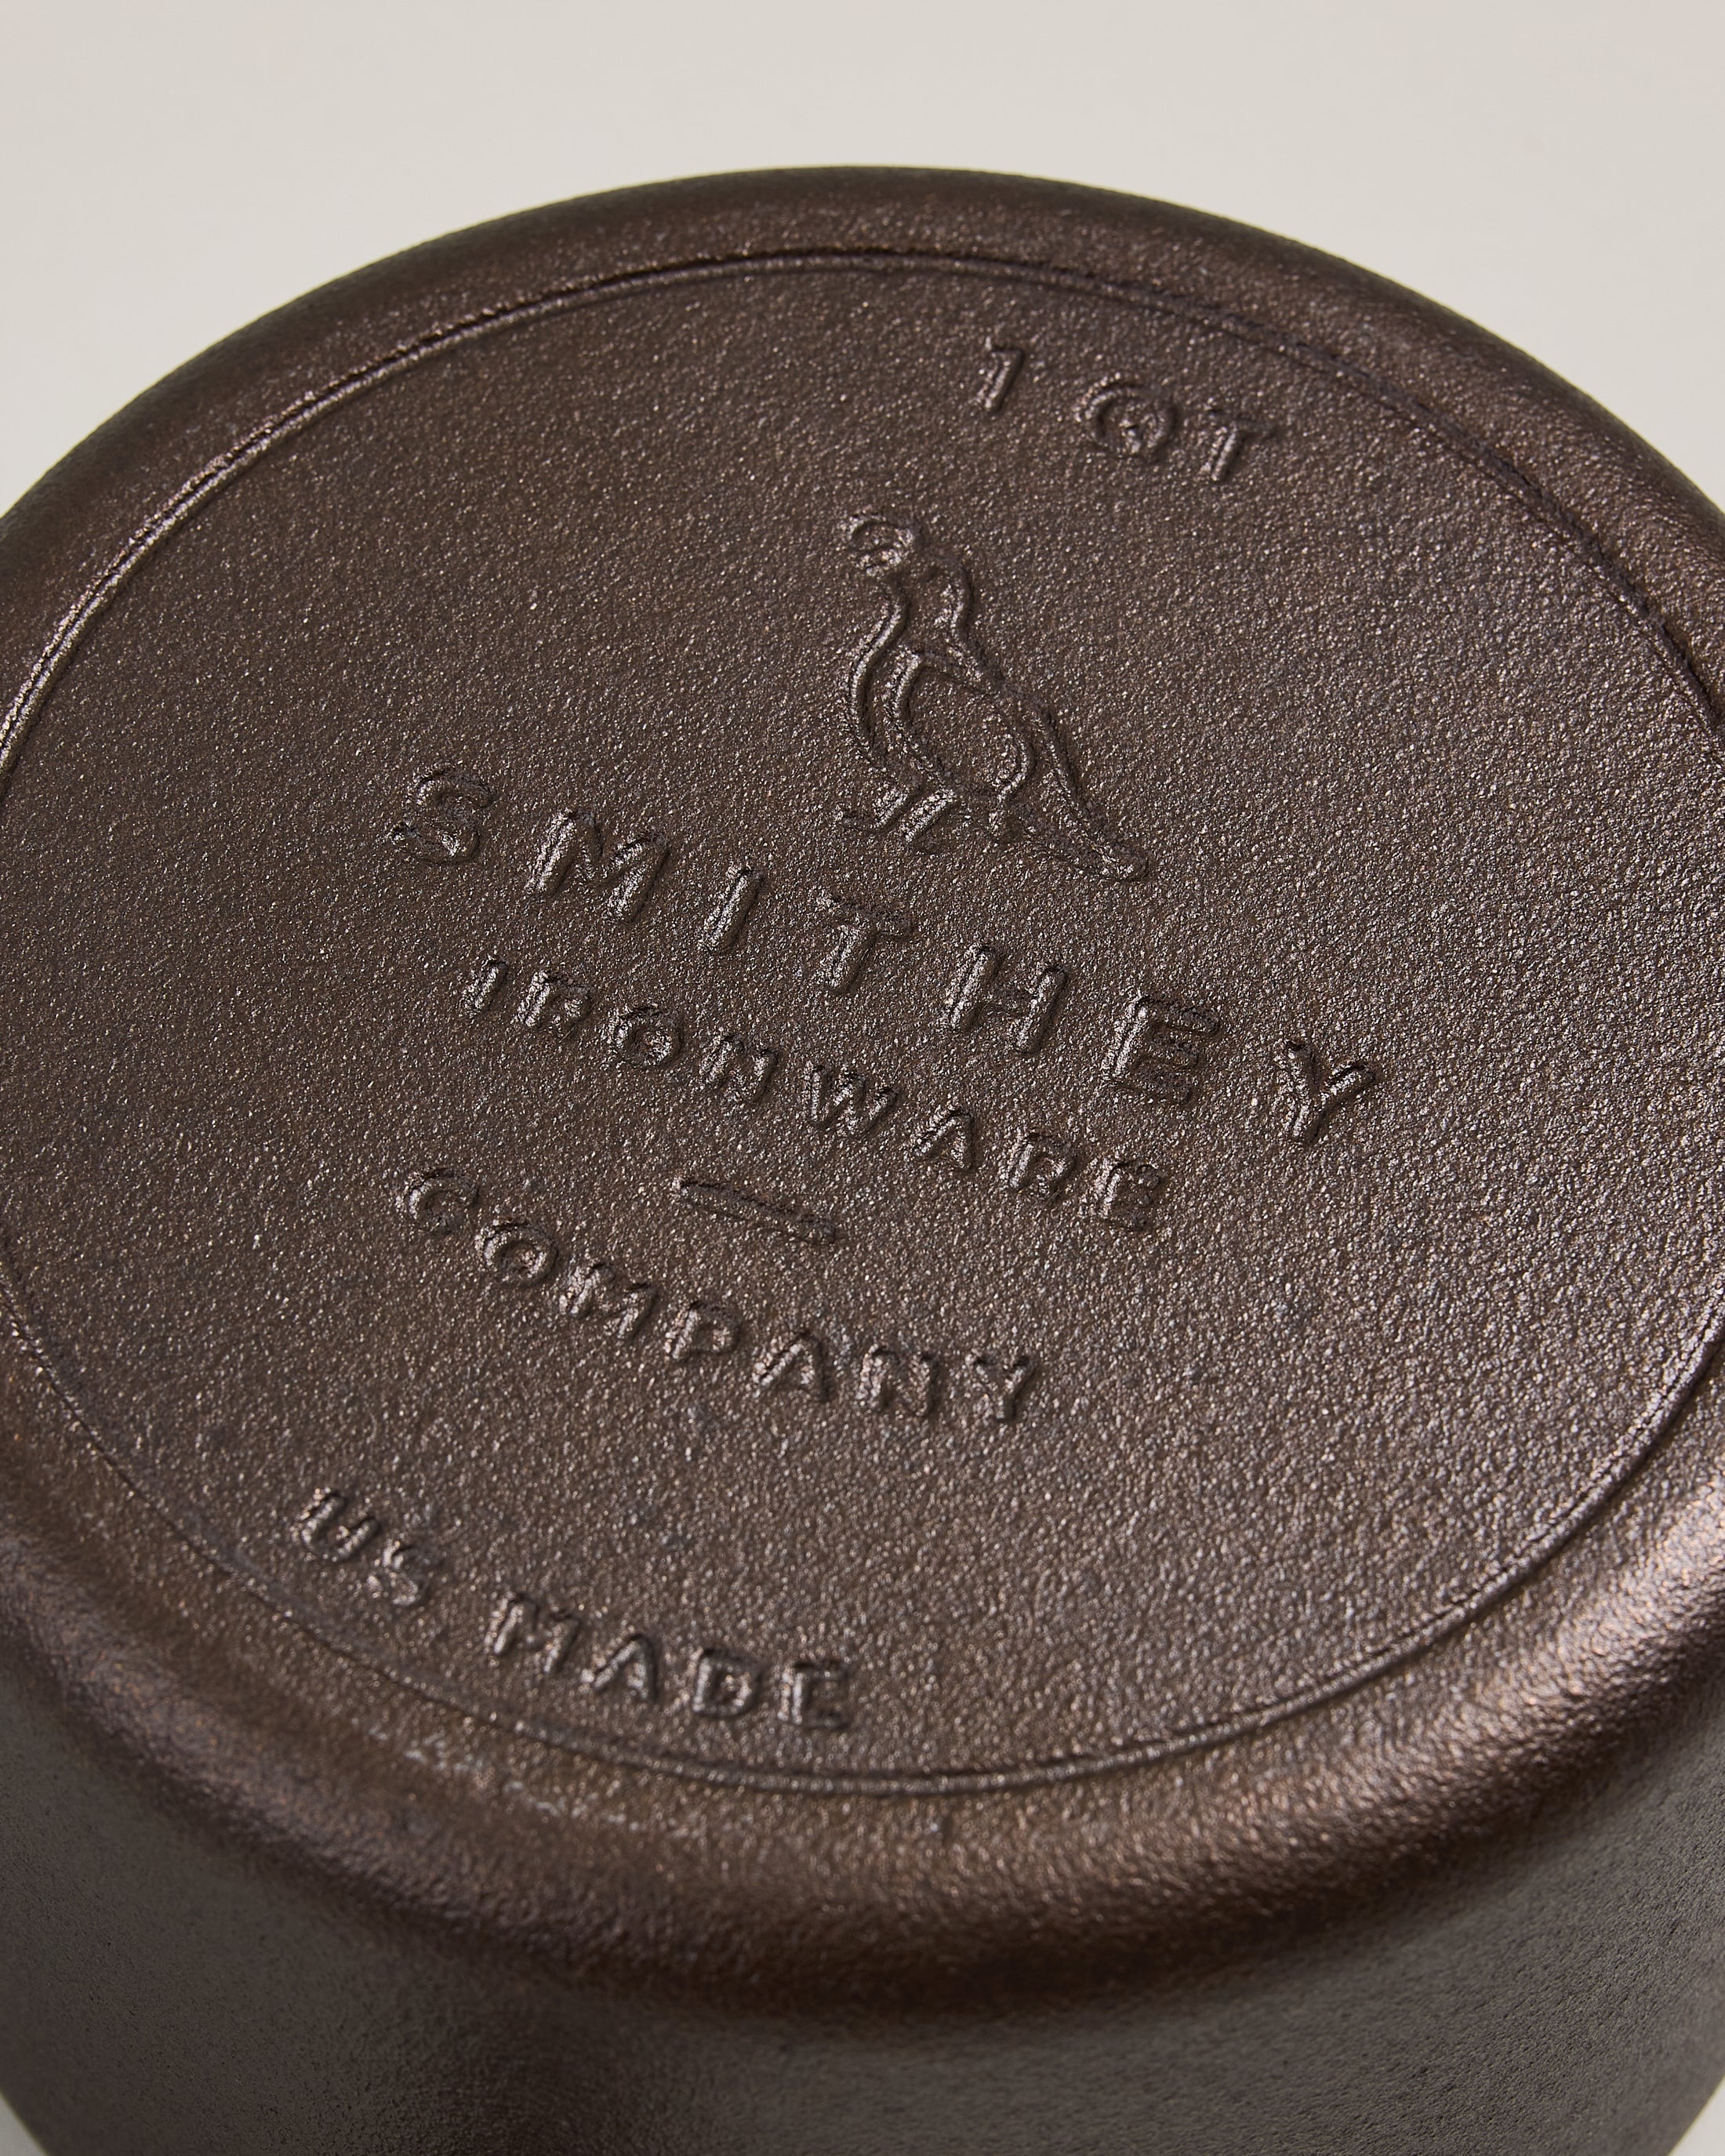 1 QT
SMITHEY
IRONWARE
COMPANY
US MADE